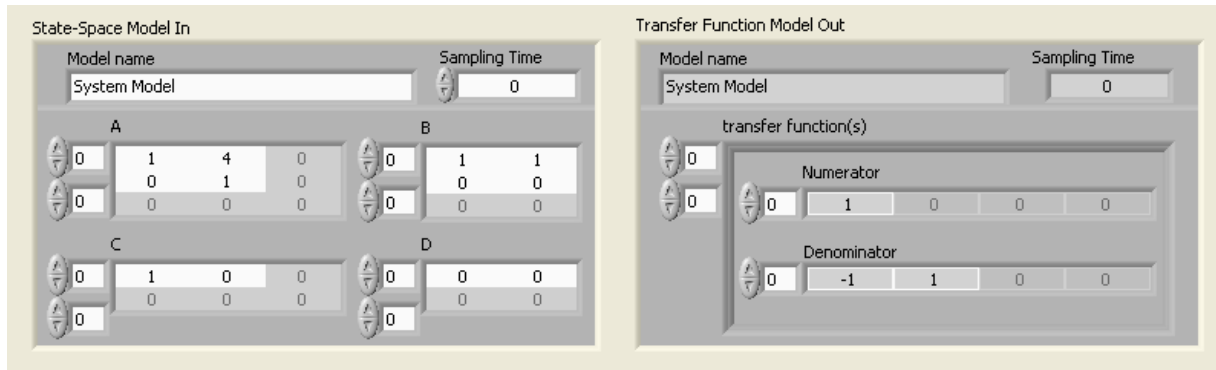 State-Space Model In
Model name Sampling Time
System Model 0
A B
0 1 4 0 0 1 1
0 1 0 0 0
0 0 0 0 0 0 0
C D
0 1 0 0 0 0 0
0 0 0 0 0
0 0
Transfer Function Model Out
Model name Sampling Time
System Model 0
transfer function(s)
0
0
Numerator
0 1 0 0 0
Denominator
0 -1 1 0 0